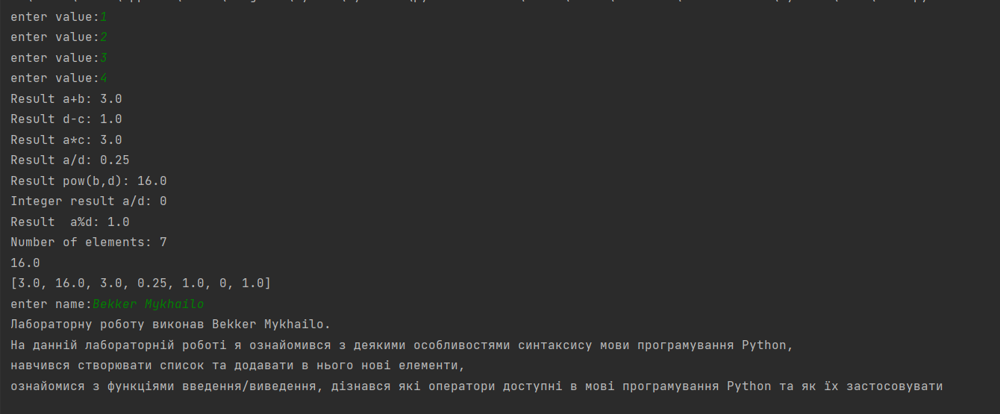 enter value:1
enter value:2
enter value:3
enter value:4
Result a+b: 3.0
Result d-c: 1.0
Result a*c: 3.0
Result a/d: 0.25
Result pow(b,d): 16.0
Integer result a/d: 0
Result  a%d: 1.0
Number of elements: 7
16.0
[3.0, 16.0, 3.0, 0.25, 1.0, 0, 1.0]
enter name:Bekker Mykhailo
Лабораторну роботу виконав Bekker Mykhailo.
На данній лабораторній роботі я ознайомився з деякими особливостями синтаксису мови програмування Python,
навчився створювати список та додавати в нього нові елементи,
ознайомися з функціями введення/виведення, дізнався які оператори доступні в мові програмування Python та як їх застосовувати